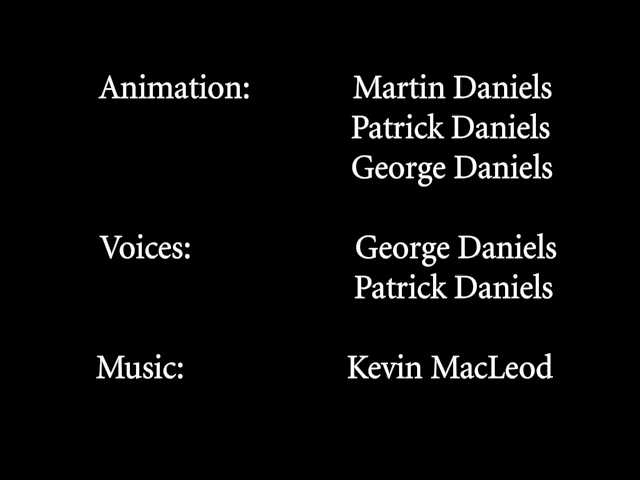 Animation: Martin Daniels
Patrick Daniels
George Daniels
Voices: George Daniels
Patrick Daniels
Music: Kevin MacLeod